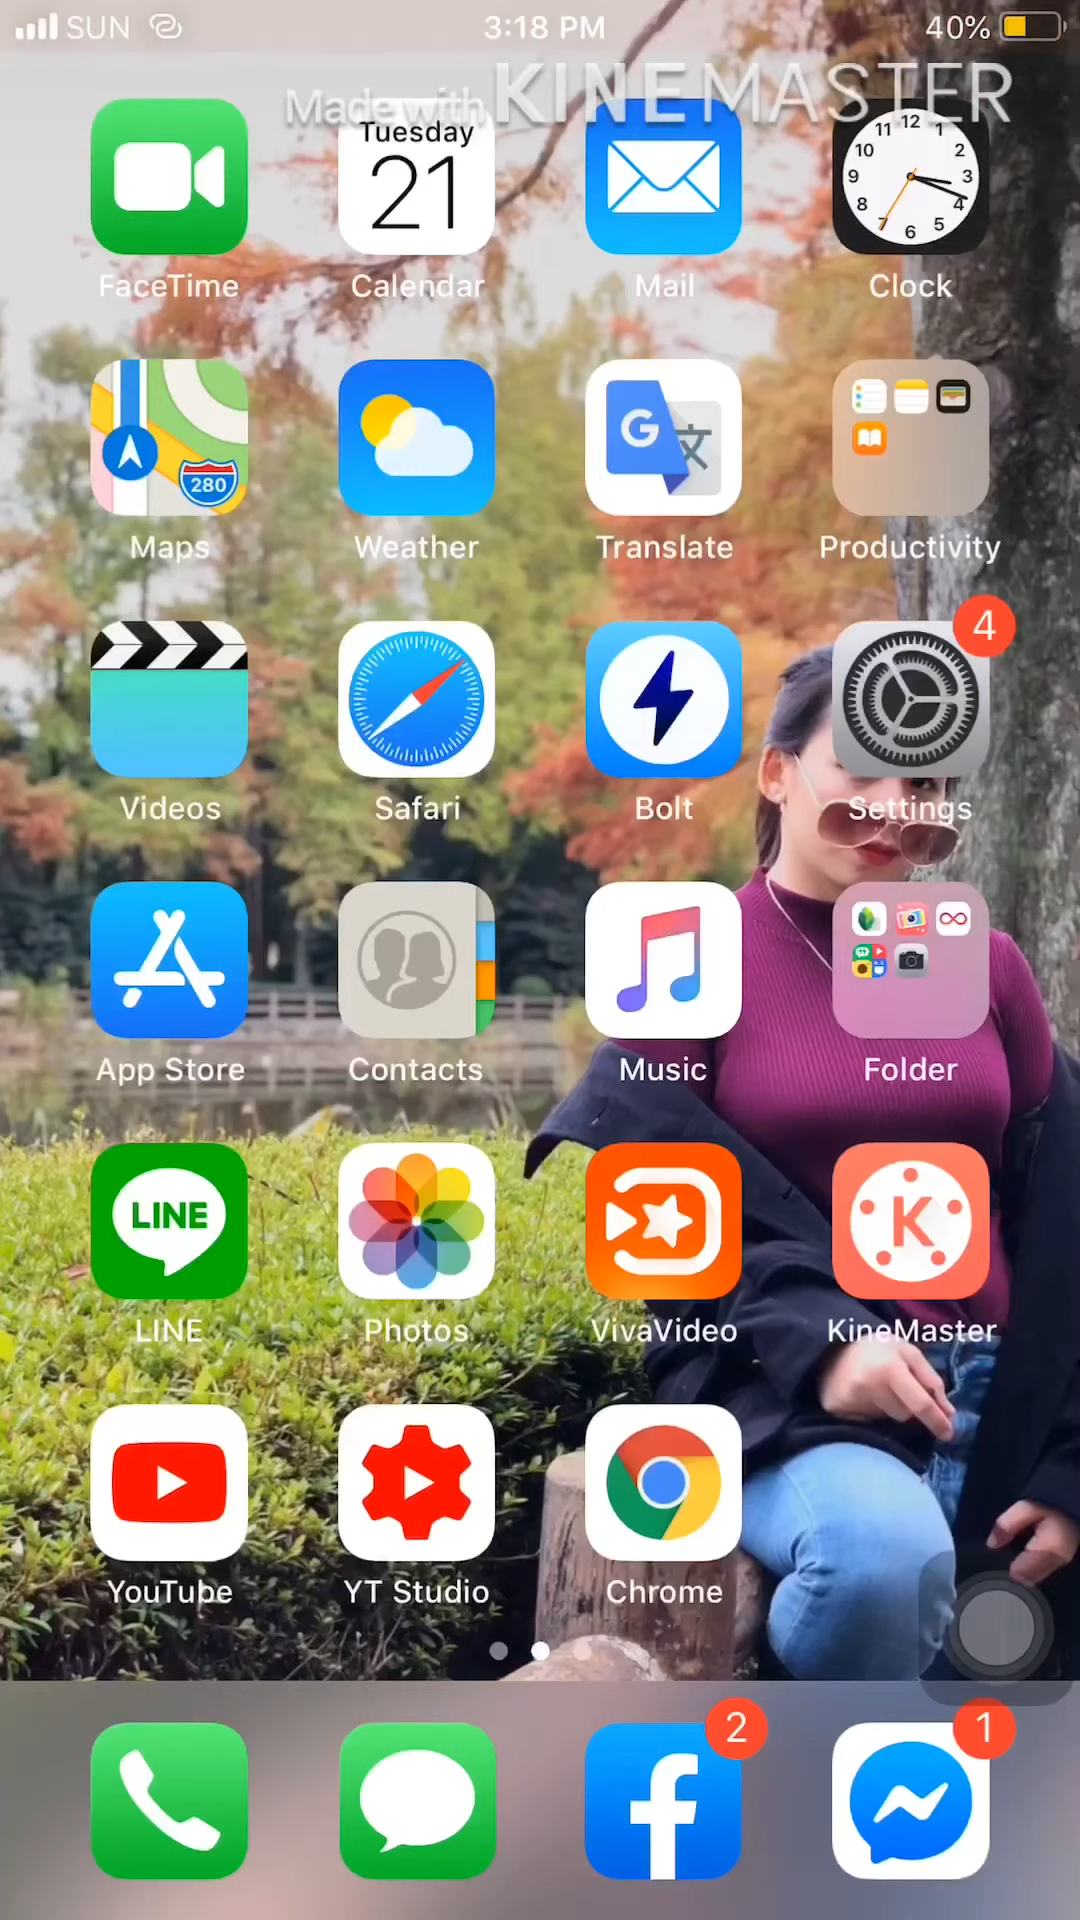 SUN 3:18 PM 40%
Made with KINEMASTER
Tuesday
21
12
11 1
10 2
9 3
8 4
7 5
6
FaceTime Calendar Mail Clock
G 文
280
Maps Weather Translate Productivity
4
Videos Safari Bolt Settings
App Store Contacts Music Folder
LINE
K
LINE Photos VivaVideo KineMaster
YouTube YT Studio Chrome
2 1
f